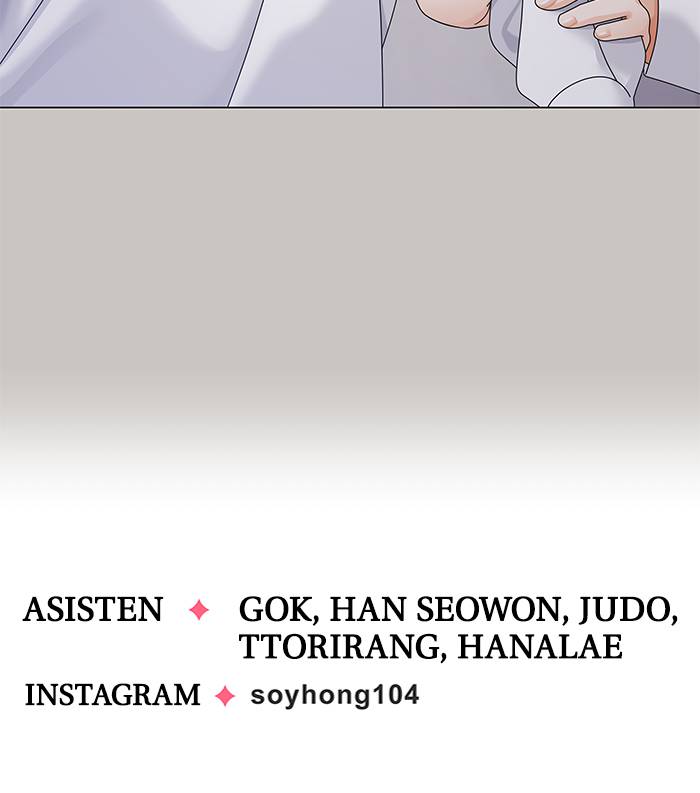 ASISTEN ✦ GOK, HAN SEOWON, JUDO,
TTORIRANG, HANALAE
INSTAGRAM ✦ soyhong104